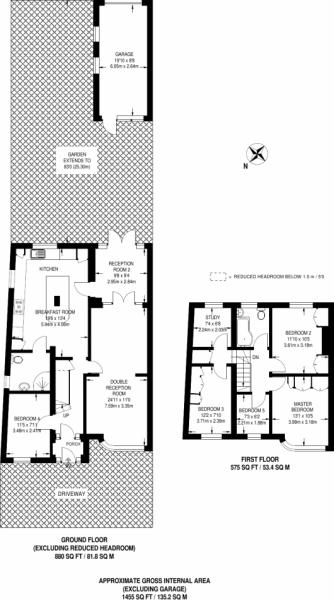 GARAGE
19'10 x 8'8
6.05m x 2.64m
GARDEN
EXTENDS TO
83'0 (25.30m)
N
KITCHEN
RECEPTION
ROOM 2
9'8 x 9'4
2.95m x 2.84m
= REDUCED HEADROOM BELOW 1.5 m / 5'0
BREAKFAST ROOM
19'6 x 13'4
5.94m x 4.06m
STUDY
7'4 x 6'8
2.24m x 2.03m
BEDROOM 2
11'10 x 10'5
3.61m x 3.18m
DN
DOUBLE
RECEPTION
ROOM
24'11 x 11'0
7.59m x 3.35m
BEDROOM 3
12'2 x 7'10
3.71m x 2.39m
BEDROOM 5
7'3 x 6'2
2.21m x 1.88m
MASTER
BEDROOM
13'1 x 10'5
3.99m x 3.18m
BEDROOM 4
11'5 x 7'11
3.48m x 2.41m
UP
PORCH
IN
DRIVEWAY
FIRST FLOOR
575 SQ FT / 53.4 SQ M
GROUND FLOOR
(EXCLUDING REDUCED HEADROOM)
880 SQ FT / 81.8 SQ M
APPROXIMATE GROSS INTERNAL AREA
(EXCLUDING GARAGE)
1455 SQ FT / 135.2 SQ M